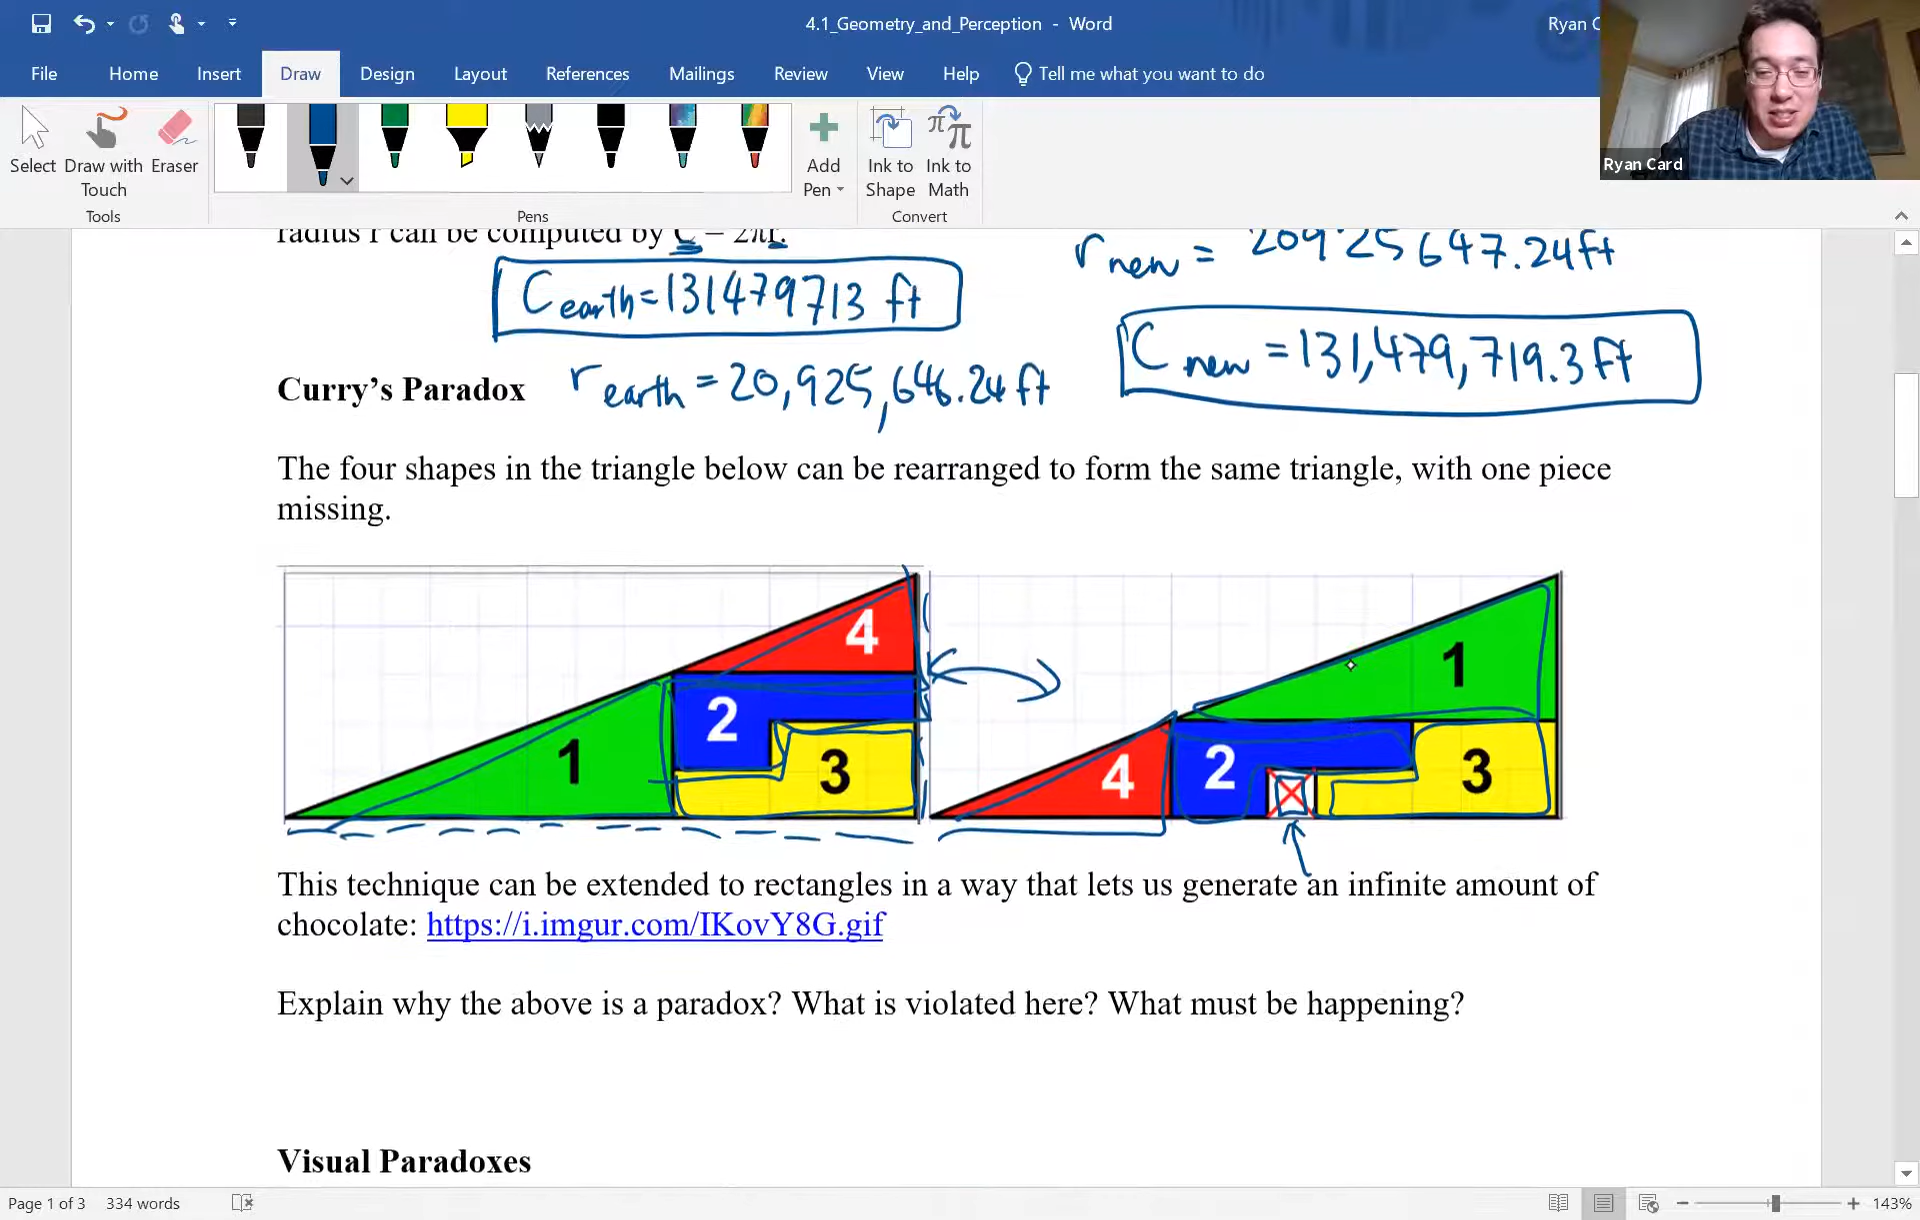 4.1_Geometry_and_Perception - Word
Ryan C
File Home Insert Draw Design Layout References Mailings Review View Help Tell me what you want to do
Select Draw with Touch Eraser
Add Pen
Ink to Shape
Ink to Math
Tools Pens Convert
Ryan Card
radius r can be computed by C = 2πr.
r new = 20925647.24ft
C earth = 131479713 ft
C new = 131,479,719.3 ft
Curry's Paradox
r earth = 20,925,646.24 ft
The four shapes in the triangle below can be rearranged to form the same triangle, with one piece
missing.
4
1
2
3
1
4
2
3
This technique can be extended to rectangles in a way that lets us generate an infinite amount of
chocolate: https://i.imgur.com/IKovY8G.gif
Explain why the above is a paradox? What is violated here? What must be happening?
Visual Paradoxes
Page 1 of 3 334 words
143%